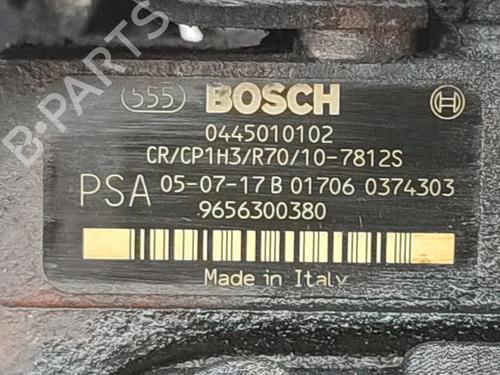 555 BOSCH
0445010102
CR/CP1H3/R70/10-7812S
PSA 05-07-17 B 01706 0374303
9656300380
Made in Italy
B-PARTS